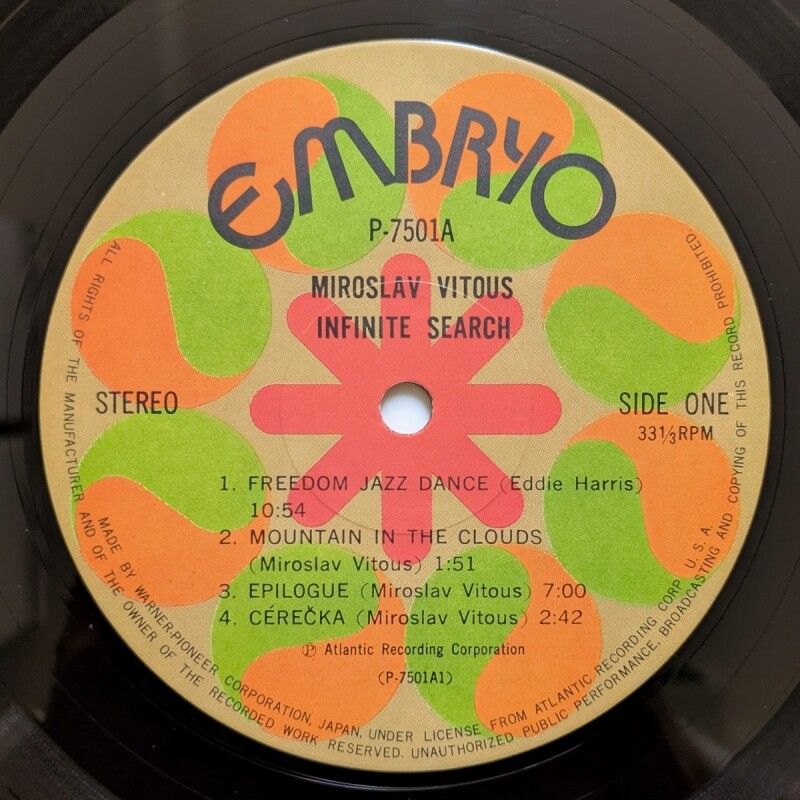 EMBRYO
P-7501A
MIROSLAV VITOUS
INFINITE SEARCH
STEREO
SIDE ONE
33⅓RPM
1. FREEDOM JAZZ DANCE (Eddie Harris)
10:54
2. MOUNTAIN IN THE CLOUDS
(Miroslav Vitous) 1:51
3. EPILOGUE (Miroslav Vitous) 7:00
4. CÉREČKA (Miroslav Vitous) 2:42
Ⓟ Atlantic Recording Corporation
(P-7501A1)
MADE BY WARNER-PIONEER CORPORATION, JAPAN, UNDER LICENSE FROM ATLANTIC RECORDING CORP. U.S.A.
ALL RIGHTS OF THE MANUFACTURER AND OF THE OWNER OF THE RECORDED WORK RESERVED. UNAUTHORIZED PUBLIC PERFORMANCE, BROADCASTING AND COPYING OF THIS RECORD PROHIBITED.